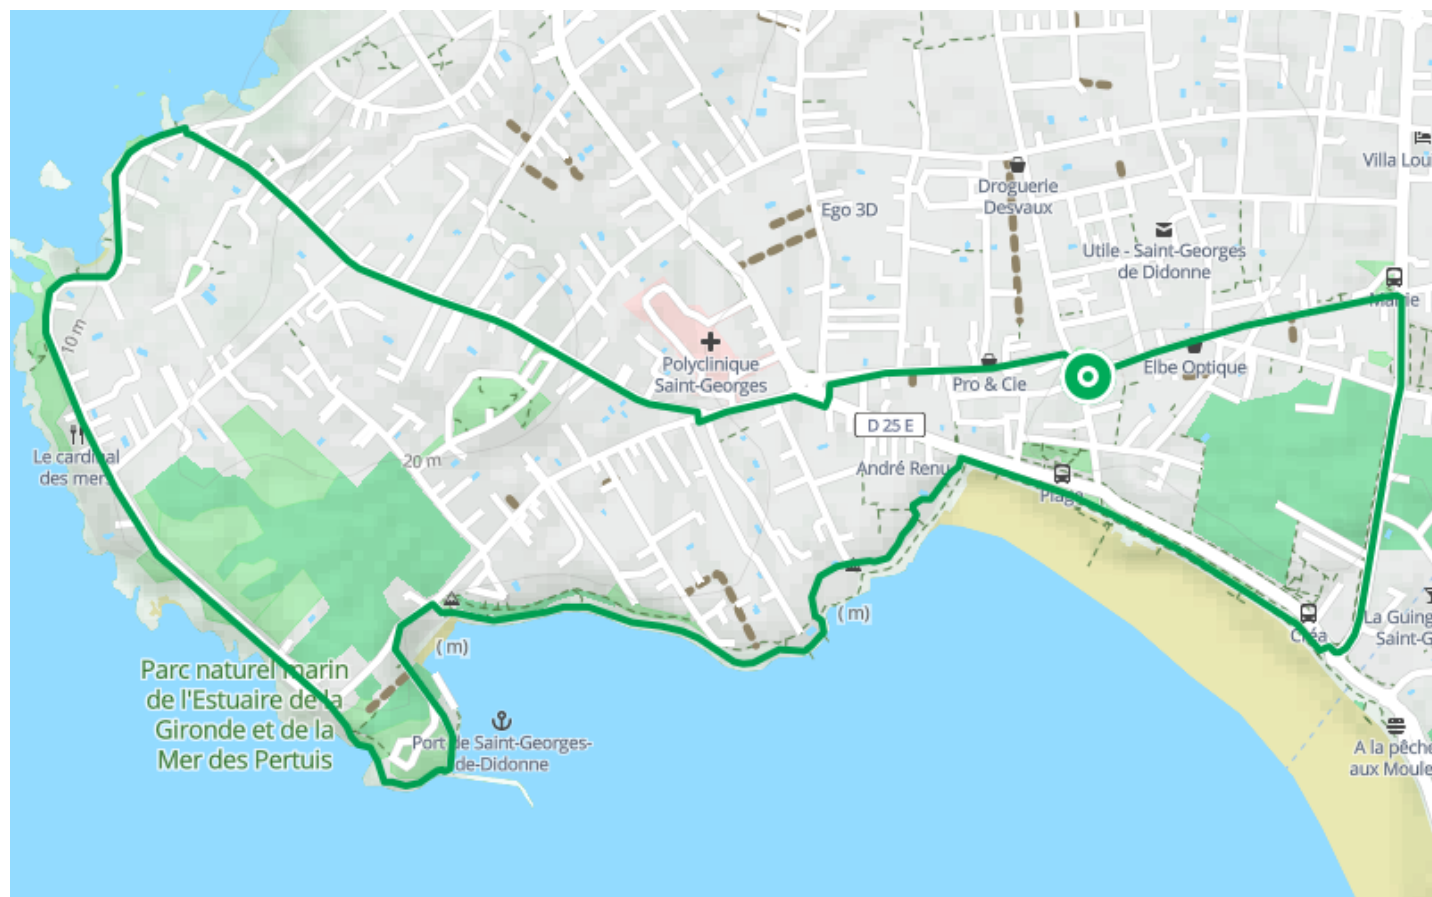 Villa Lou
Droguerie
Desvaux
Ego 3D
Utile - Saint-Georges
de Didonne
Mairie
10 m
Polyclinique
Saint-Georges
Pro & Cie
Elbe Optique
D 25 E
Le cardinal
des mers
20 m
André Renu
Plage
( m)
( m)
Créa
La Guing
Saint-G
Parc naturel marin
de l'Estuaire de la
Gironde et de la
Mer des Pertuis
Port de Saint-Georges-
de-Didonne
A la pêche
aux Moule